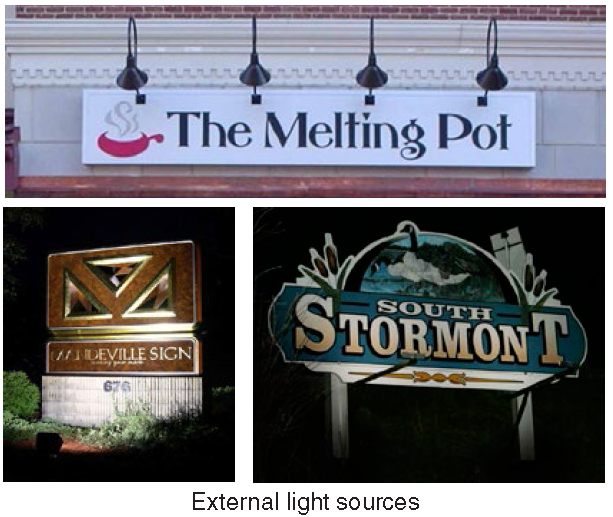 The Melting Pot
MANDEVILLE SIGN
676
SOUTH
STORMONT
External light sources